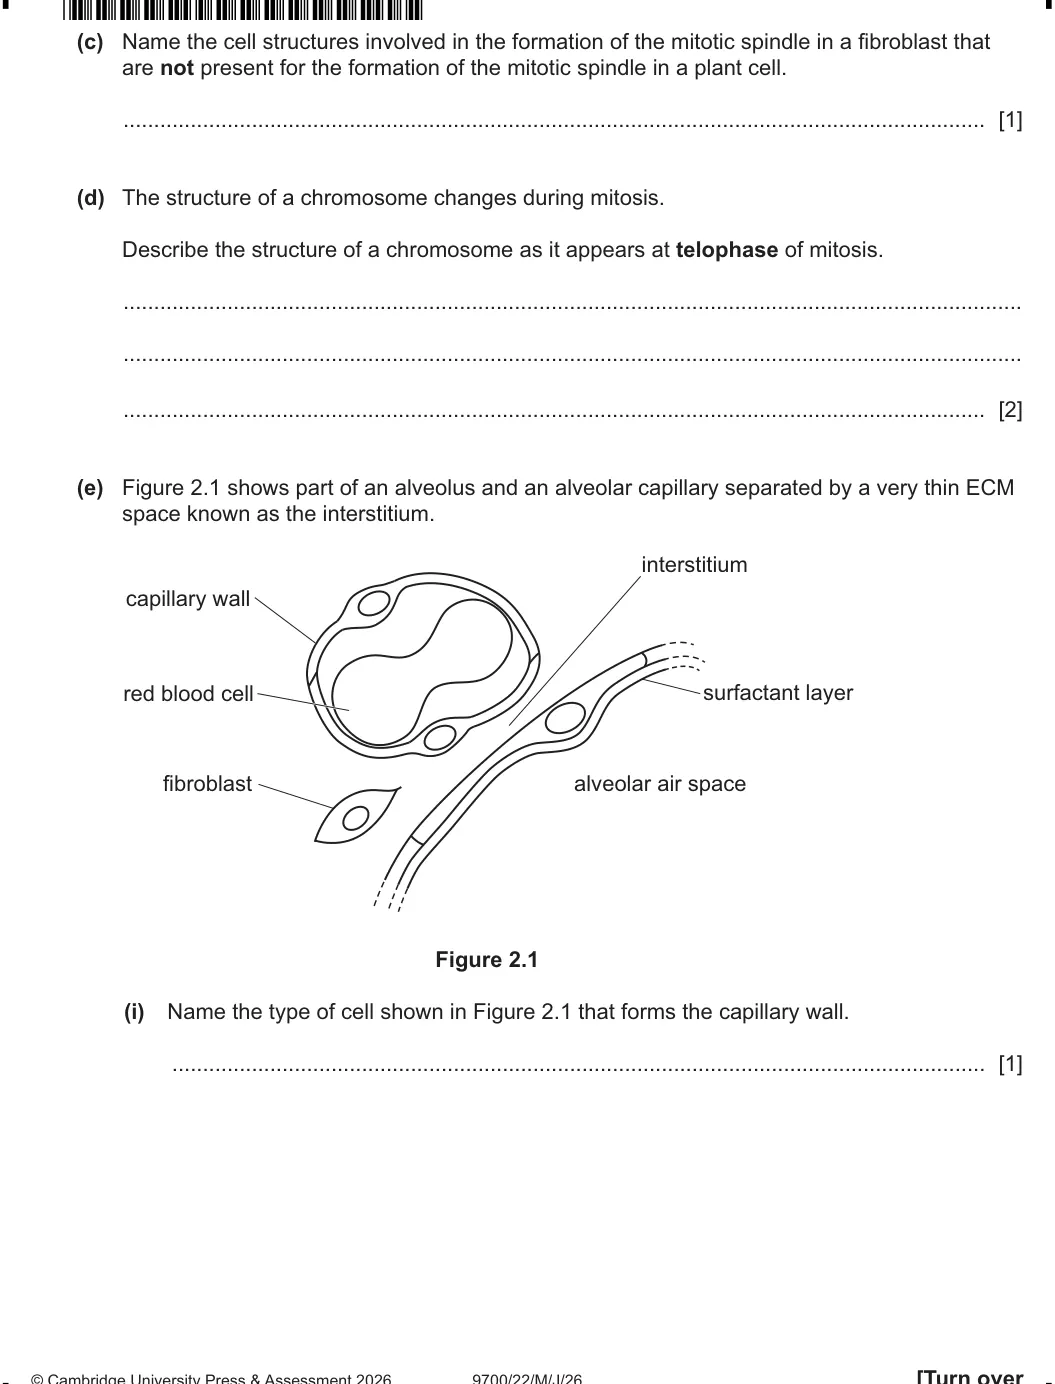 (c) Name the cell structures involved in the formation of the mitotic spindle in a fibroblast that
are not present for the formation of the mitotic spindle in a plant cell.
[1]
(d) The structure of a chromosome changes during mitosis.
Describe the structure of a chromosome as it appears at telophase of mitosis.
[2]
(e) Figure 2.1 shows part of an alveolus and an alveolar capillary separated by a very thin ECM
space known as the interstitium.
interstitium
capillary wall
red blood cell
surfactant layer
fibroblast
alveolar air space
Figure 2.1
(i) Name the type of cell shown in Figure 2.1 that forms the capillary wall.
[1]
© Cambridge University Press & Assessment 2026 9700/22/M/J/26 [Turn over